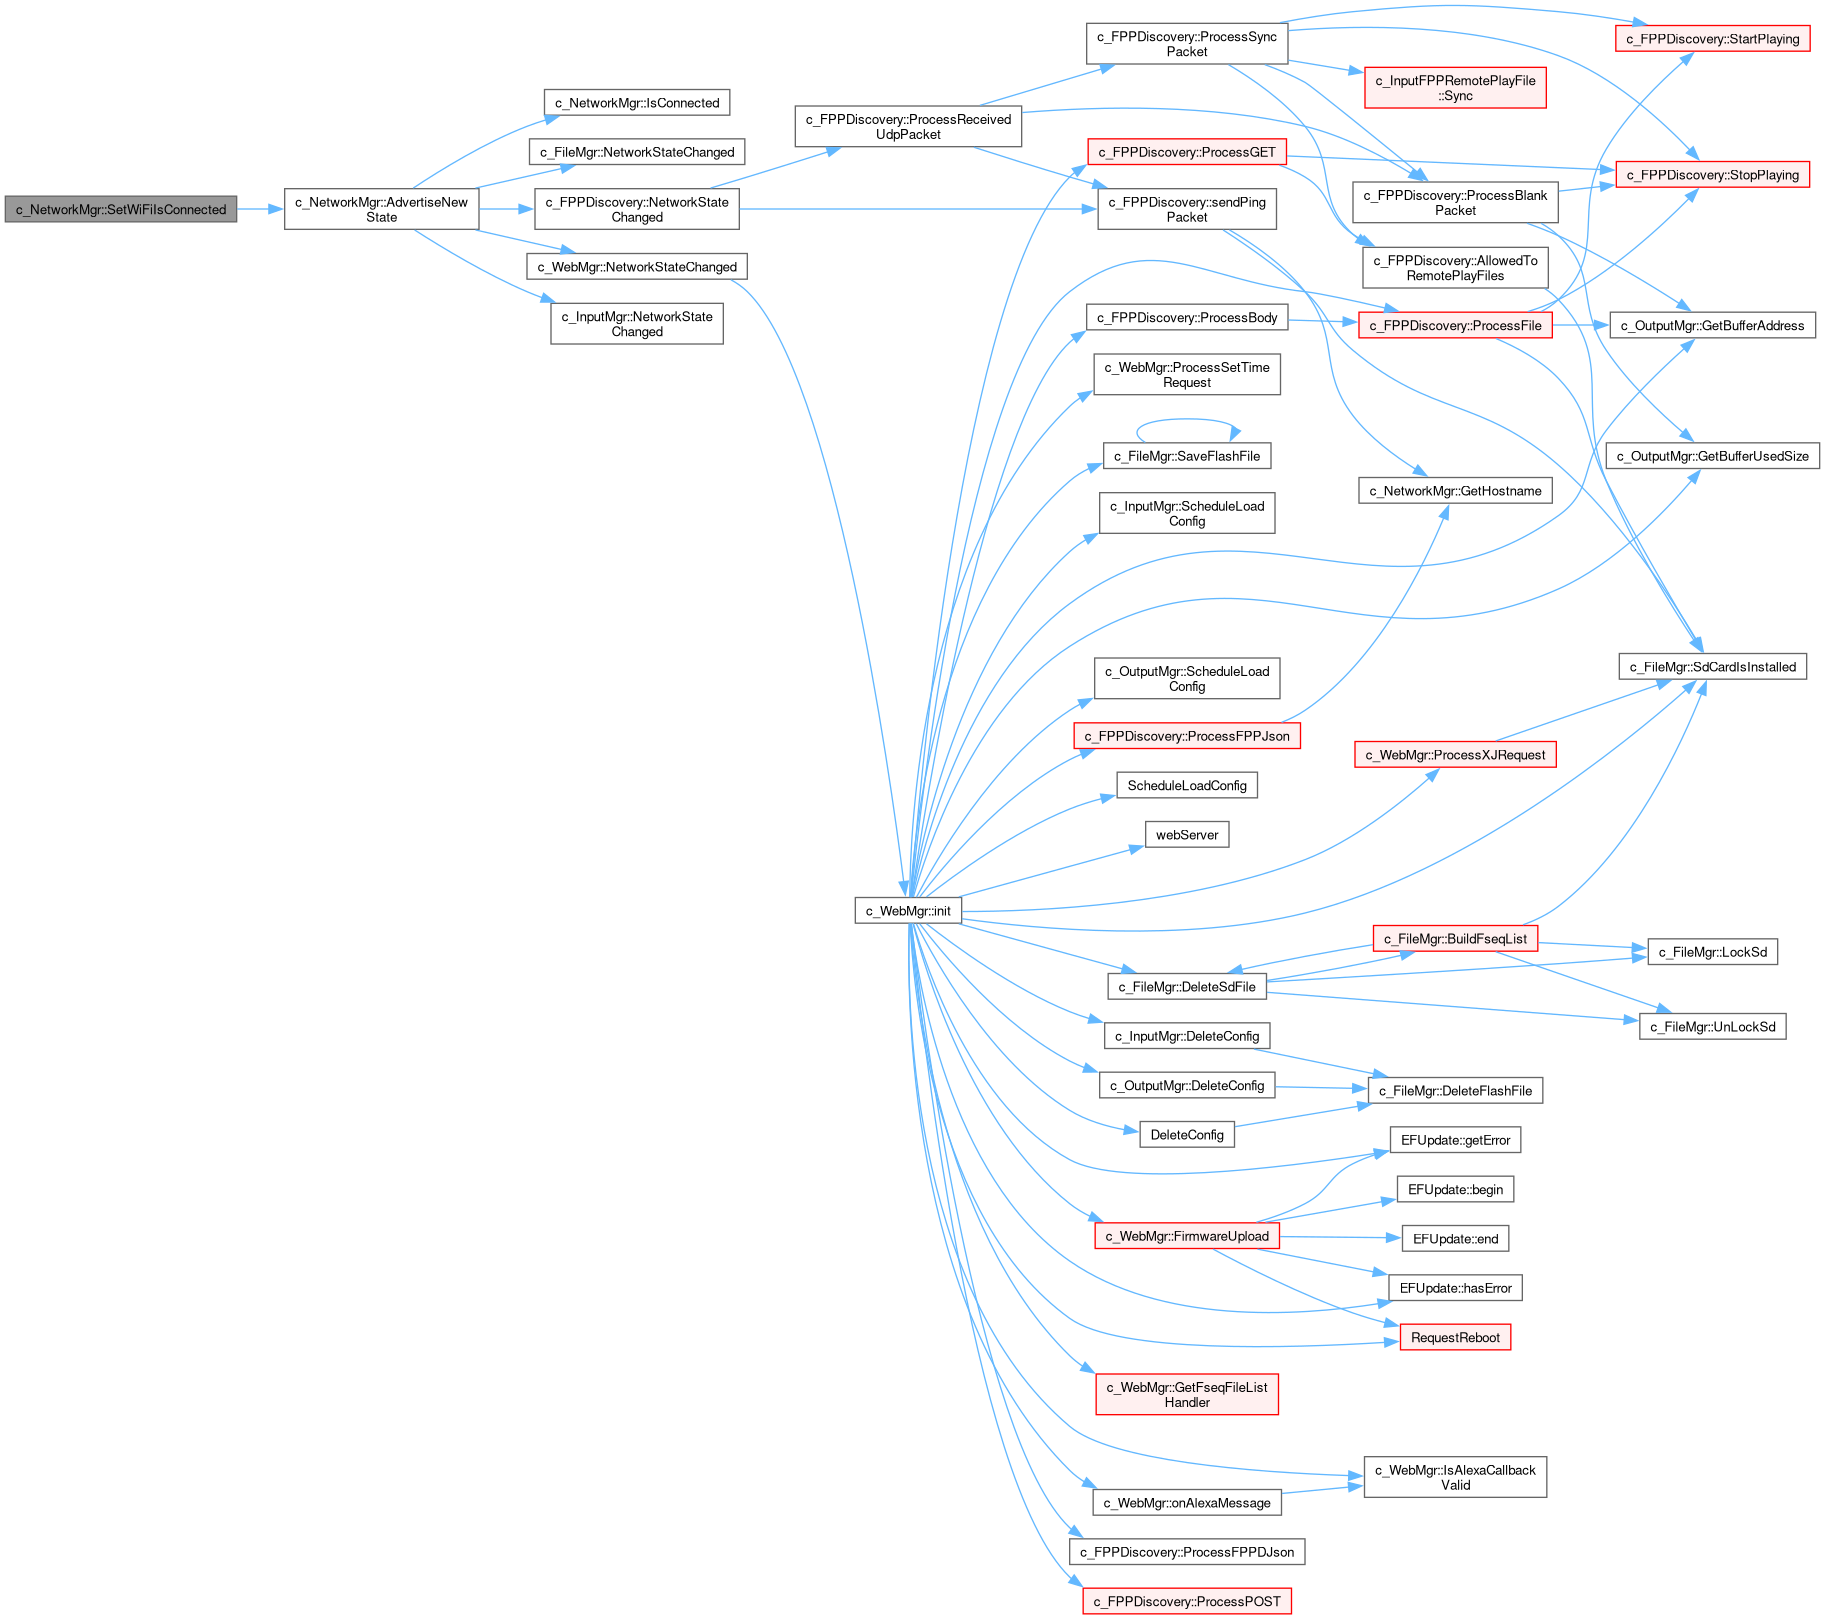 c_NetworkMgr::SetWiFiIsConnected
c_NetworkMgr::AdvertiseNew
State
c_NetworkMgr::IsConnected
c_FileMgr::NetworkStateChanged
c_FPPDiscovery::NetworkState
Changed
c_WebMgr::NetworkStateChanged
c_InputMgr::NetworkState
Changed
c_FPPDiscovery::ProcessReceived
UdpPacket
c_WebMgr::init
c_FPPDiscovery::ProcessSync
Packet
c_FPPDiscovery::ProcessGET
c_FPPDiscovery::sendPing
Packet
c_FPPDiscovery::ProcessBody
c_WebMgr::ProcessSetTime
Request
c_FileMgr::SaveFlashFile
c_InputMgr::ScheduleLoad
Config
c_OutputMgr::ScheduleLoad
Config
c_FPPDiscovery::ProcessFPPJson
ScheduleLoadConfig
webServer
c_FileMgr::DeleteSdFile
c_InputMgr::DeleteConfig
c_OutputMgr::DeleteConfig
DeleteConfig
c_WebMgr::FirmwareUpload
c_WebMgr::GetFseqFileList
Handler
c_WebMgr::onAlexaMessage
c_FPPDiscovery::ProcessFPPDJson
c_FPPDiscovery::ProcessPOST
c_InputFPPRemotePlayFile
::Sync
c_FPPDiscovery::ProcessBlank
Packet
c_FPPDiscovery::AllowedTo
RemotePlayFiles
c_FPPDiscovery::ProcessFile
c_NetworkMgr::GetHostname
c_WebMgr::ProcessXJRequest
c_FileMgr::BuildFseqList
c_FileMgr::DeleteFlashFile
EFUpdate::getError
EFUpdate::begin
EFUpdate::end
EFUpdate::hasError
RequestReboot
c_WebMgr::IsAlexaCallback
Valid
c_FPPDiscovery::StartPlaying
c_FPPDiscovery::StopPlaying
c_OutputMgr::GetBufferAddress
c_OutputMgr::GetBufferUsedSize
c_FileMgr::SdCardIsInstalled
c_FileMgr::LockSd
c_FileMgr::UnLockSd